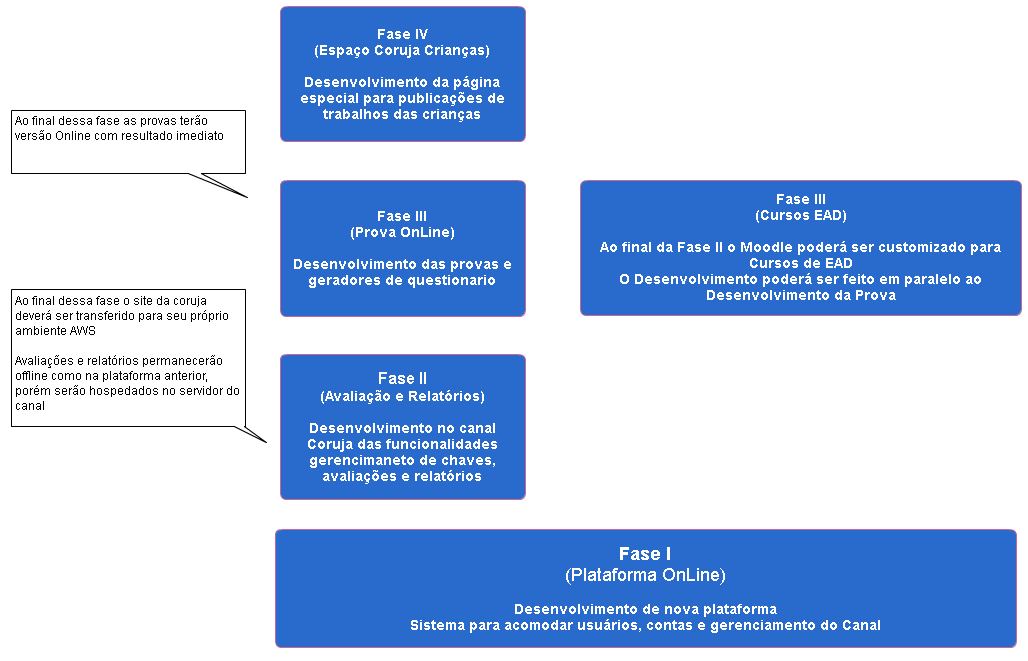 Fase IV
(Espaço Coruja Crianças)
Desenvolvimento da página
especial para publicações de
trabalhos das crianças
Ao final dessa fase as provas terão
versão Online com resultado imediato
Fase III
(Prova OnLine)
Desenvolvimento das provas e
geradores de questionario
Fase III
(Cursos EAD)
Ao final da Fase II o Moodle poderá ser customizado para
Cursos de EAD
O Desenvolvimento poderá ser feito em paralelo ao
Desenvolvimento da Prova
Ao final dessa fase o site da coruja
deverá ser transferido para seu próprio
ambiente AWS
Avaliações e relatórios permanecerão
offline como na plataforma anterior,
porém serão hospedados no servidor do
canal
Fase II
(Avaliação e Relatórios)
Desenvolvimento no canal
Coruja das funcionalidades
gerencimaneto de chaves,
avaliações e relatórios
Fase I
(Plataforma OnLine)
Desenvolvimento de nova plataforma
Sistema para acomodar usuários, contas e gerenciamento do Canal